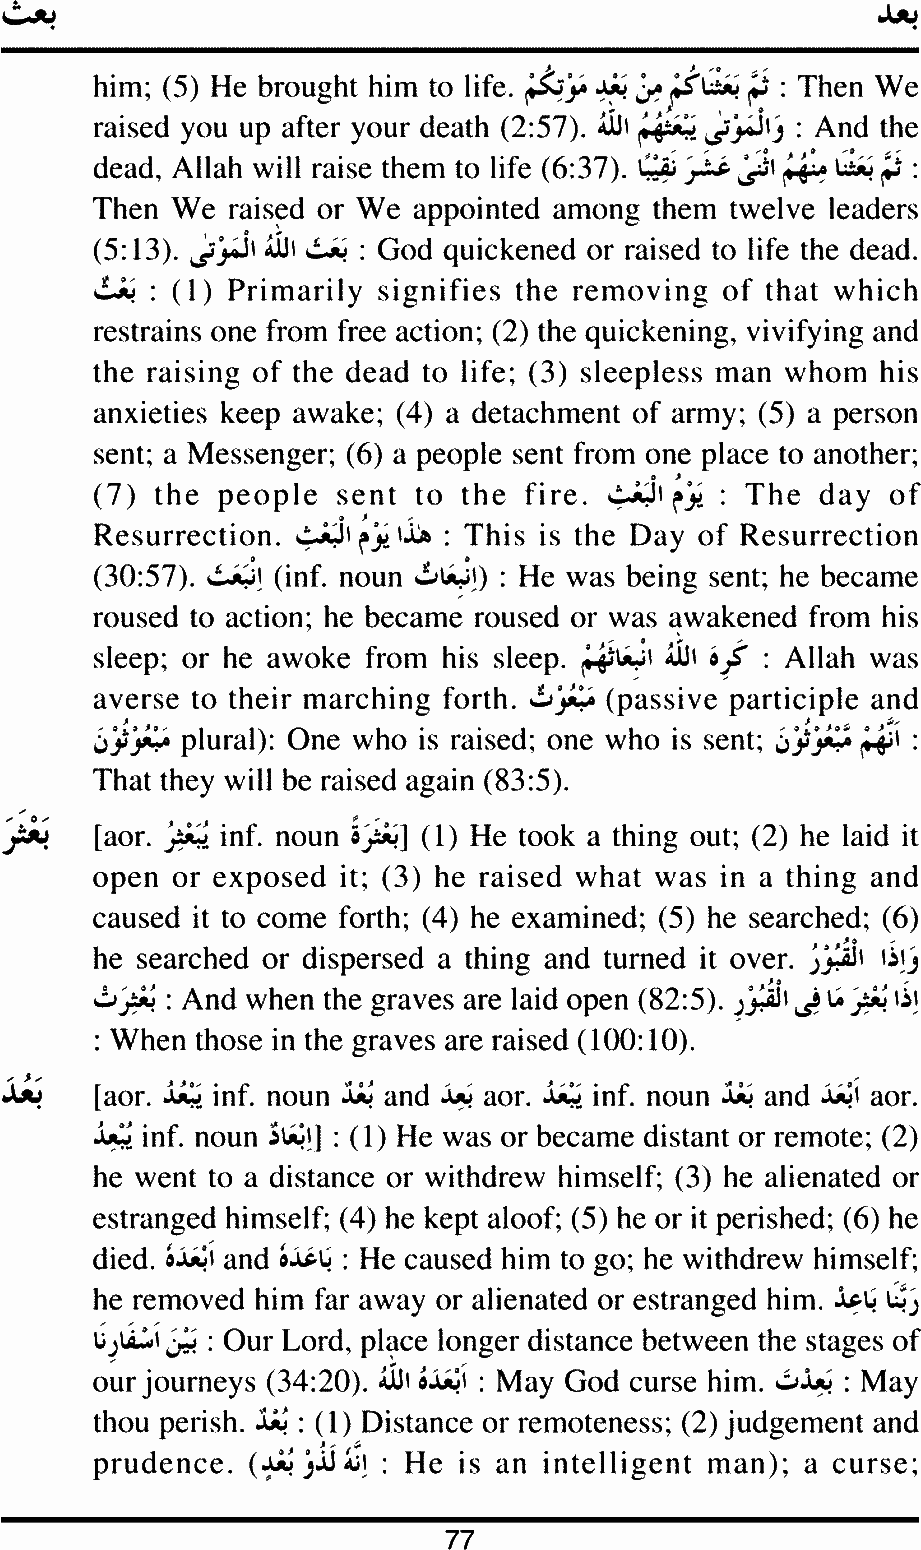 بعث بعد
him; (5) He brought him to life. ثُمَّ بَعَثْنَاكُمْ مِنْ بَعْدِ مَوْتِكُمْ : Then We
raised you up after your death (2:57). وَالْمَوْتٰى يَبْعَثُهُمُ اللّٰهُ : And the
dead, Allah will raise them to life (6:37). ثُمَّ بَعَثْنَا مِنْهُمُ اثْنَىْ عَشَرَ نَقِيْبًا :
Then We raised or We appointed among them twelve leaders
(5:13). بَعَثَ اللّٰهُ الْمَوْتٰى : God quickened or raised to life the dead.
بَعْثٌ : (1) Primarily signifies the removing of that which
restrains one from free action; (2) the quickening, vivifying and
the raising of the dead to life; (3) sleepless man whom his
anxieties keep awake; (4) a detachment of army; (5) a person
sent; a Messenger; (6) a people sent from one place to another;
(7) the people sent to the fire. يَوْمُ الْبَعْثِ : The day of
Resurrection. هٰذَا يَوْمُ الْبَعْثِ : This is the Day of Resurrection
(30:57). اِنْبَعَثَ (inf. noun اِنْبِعَاثٌ) : He was being sent; he became
roused to action; he became roused or was awakened from his
sleep; or he awoke from his sleep. كَرِهَ اللّٰهُ انْبِعَاثَهُمْ : Allah was
averse to their marching forth. مَبْعُوْثٌ (passive participle and
مَبْعُوْثُوْنَ plural): One who is raised; one who is sent; اَنَّهُمْ مَّبْعُوْثُوْنَ :
That they will be raised again (83:5).
بَعْثَرَ [aor. يُبَعْثِرُ inf. noun بَعْثَرَةً] (1) He took a thing out; (2) he laid it
open or exposed it; (3) he raised what was in a thing and
caused it to come forth; (4) he examined; (5) he searched; (6)
he searched or dispersed a thing and turned it over. وَاِذَا الْقُبُوْرُ
بُعْثِرَتْ : And when the graves are laid open (82:5). اِذَا بُعْثِرَ مَا فِى الْقُبُوْرِ
: When those in the graves are raised (100:10).
بَعُدَ [aor. يَبْعُدُ inf. noun بُعْدٌ and بَعِدَ aor. يَبْعَدُ inf. noun بَعَدٌ and اَبْعَدَ aor.
يُبْعِدُ inf. noun اِبْعَادٌ] : (1) He was or became distant or remote; (2)
he went to a distance or withdrew himself; (3) he alienated or
estranged himself; (4) he kept aloof; (5) he or it perished; (6) he
died. اَبْعَدَهُ and بَاعَدَهُ : He caused him to go; he withdrew himself;
he removed him far away or alienated or estranged him. رَبَّنَا بَاعِدْ
بَيْنَ اَسْفَارِنَا : Our Lord, place longer distance between the stages of
our journeys (34:20). اَبْعَدَهُ اللّٰهُ : May God curse him. بَعِدْتَ : May
thou perish. بُعْدٌ : (1) Distance or remoteness; (2) judgement and
prudence. (اِنَّهُ لَذُوْ بُعْدٍ : He is an intelligent man); a curse;
77